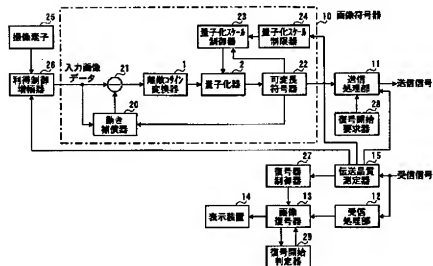 25
撮像素子
26
利得制御
増幅器
入力画像
データ
21
20
動き
補償器
1
離散コサイン
変換器
23
量子化スケール
制御器
24
量子化スケール
制限器
2
量子化器
22
可変長
符号器
10
画像符号器
11
送信
処理部
送信信号
28
復号開始
要求器
15
伝送品質
測定器
受信信号
12
受信
処理部
27
復号器
制御器
13
画像
復号器
14
表示装置
29
復号開始
判定器